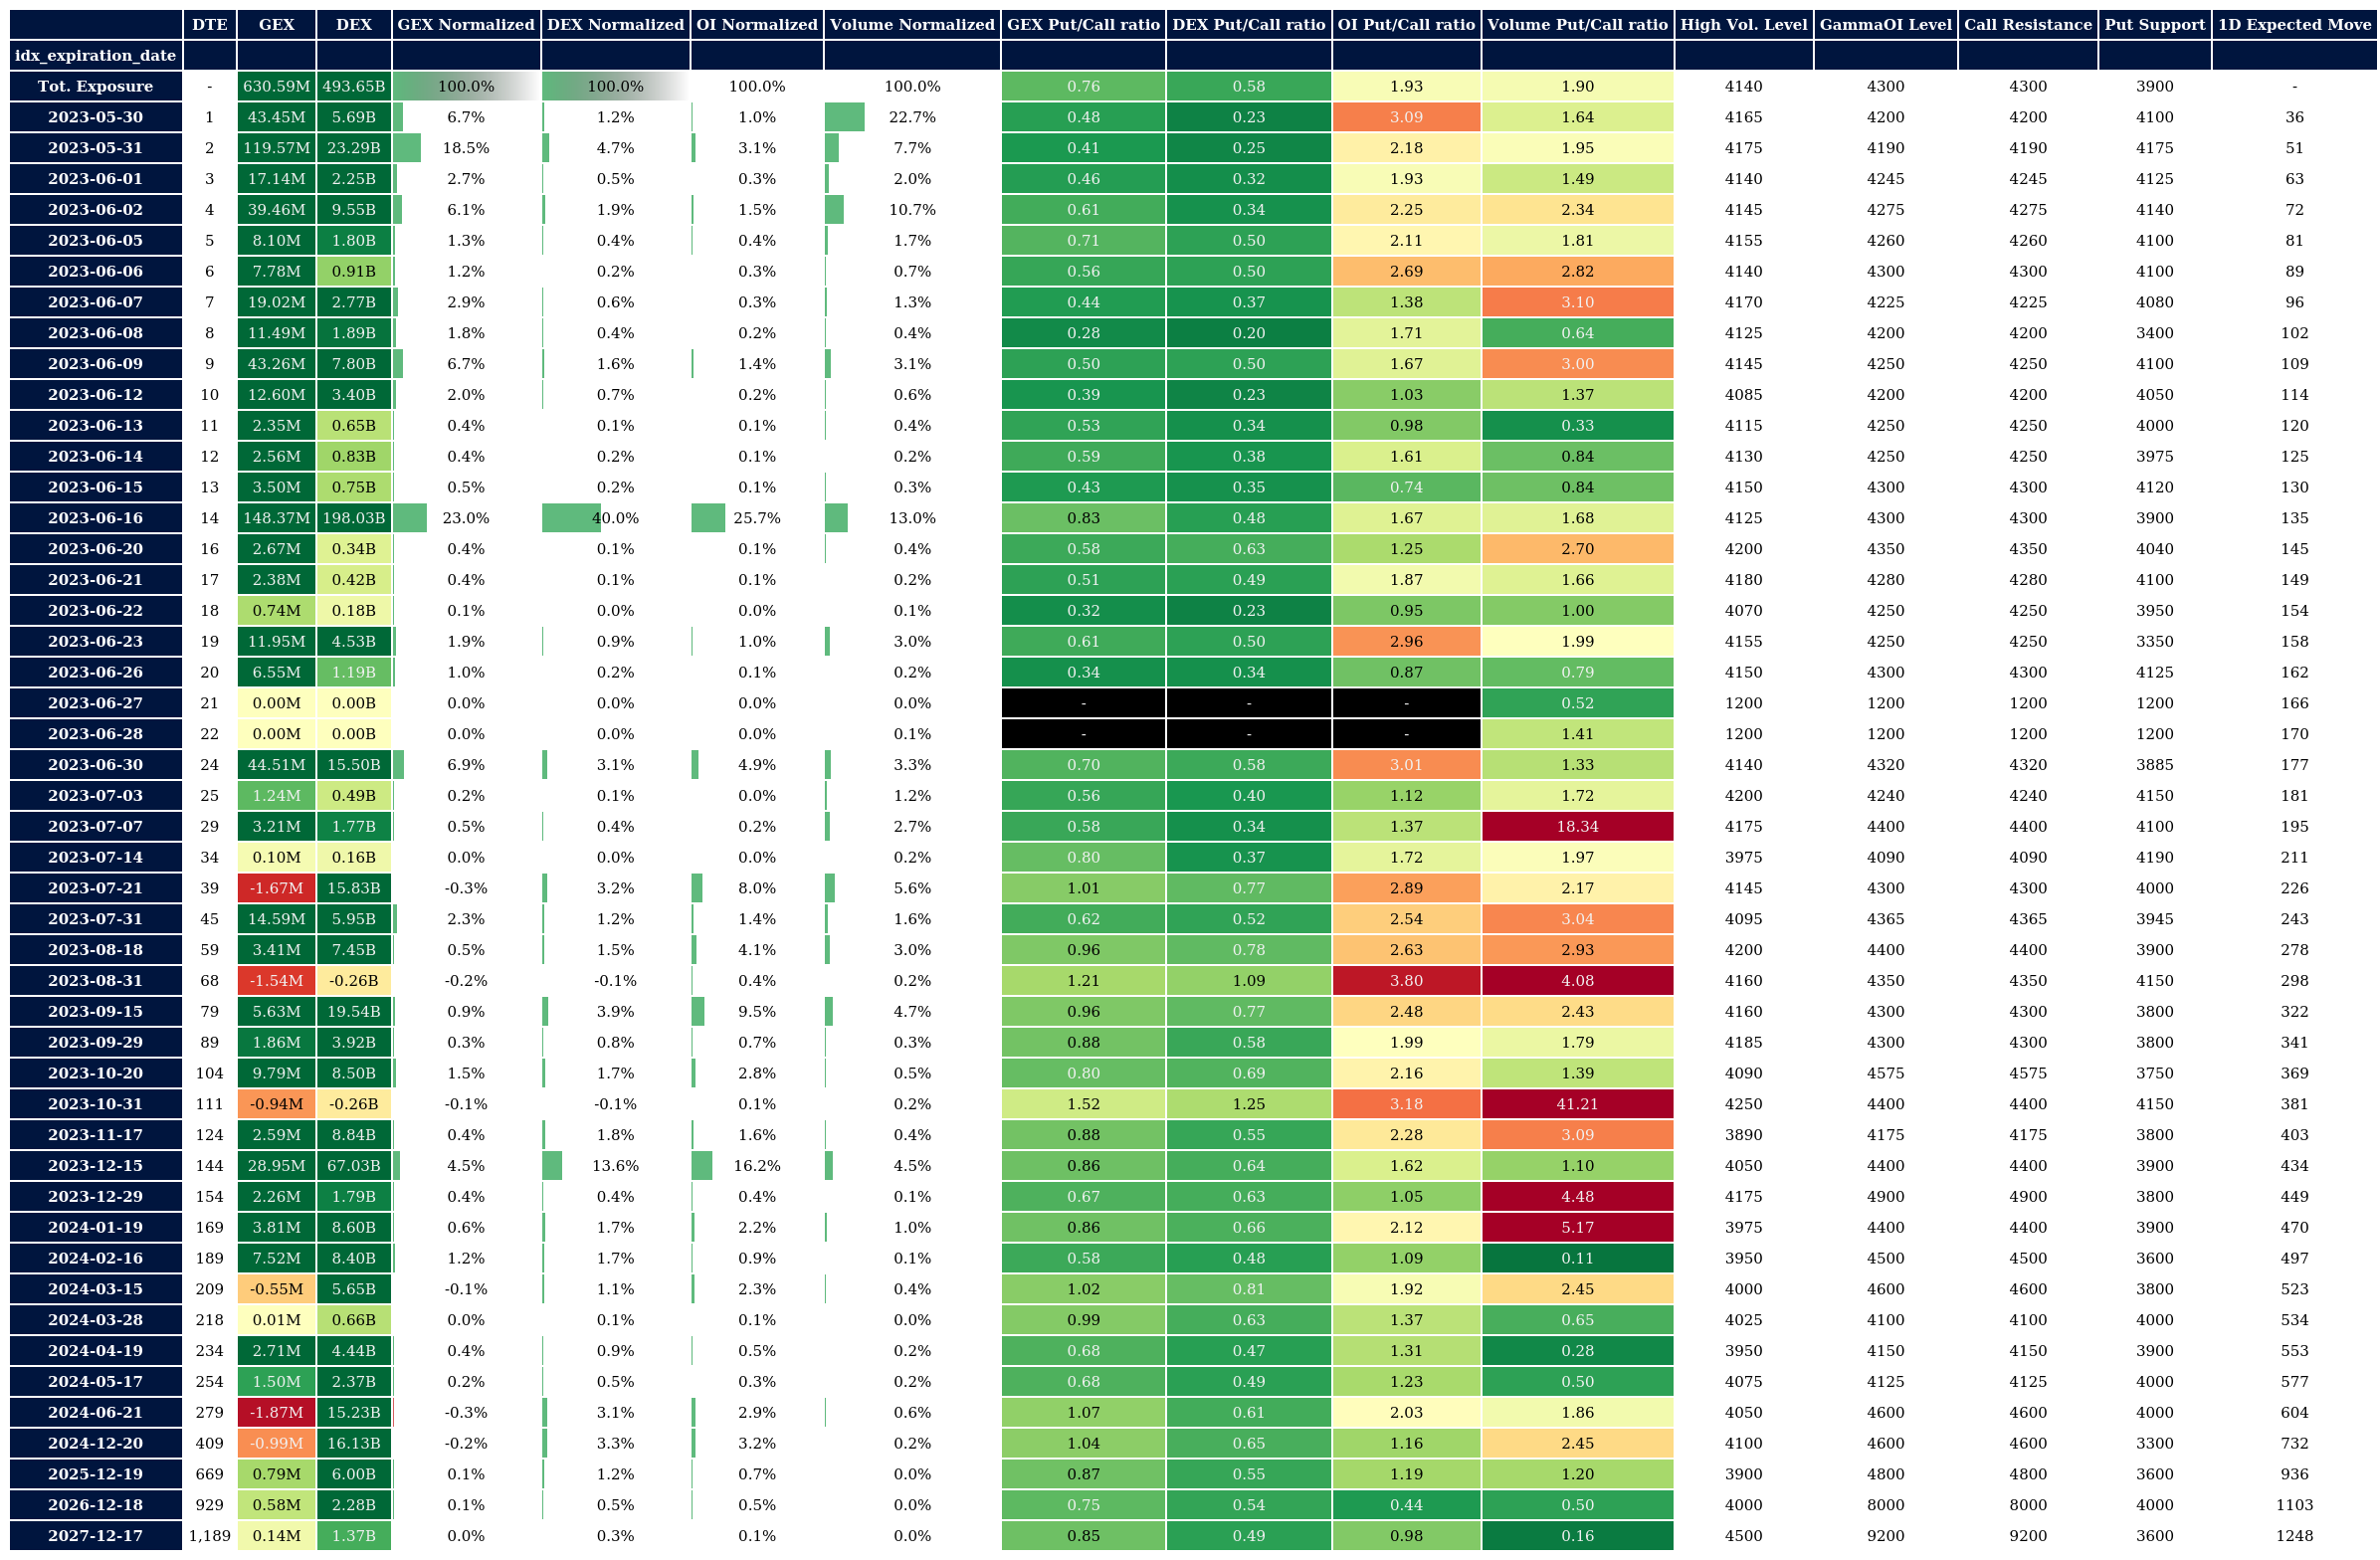 DTE GEX DEX GEX Normalized DEX Normalized OI Normalized Volume Normalized GEX Put/Call ratio DEX Put/Call ratio OI Put/Call ratio Volume Put/Call ratio High Vol. Level GammaOI Level Call Resistance Put Support 1D Expected Move
idx_expiration_date
Tot. Exposure - 630.59M 493.65B 100.0% 100.0% 100.0% 100.0% 0.76 0.58 1.93 1.90 4140 4300 4300 3900 -
2023-05-30 1 43.45M 5.69B 6.7% 1.2% 1.0% 22.7% 0.48 0.23 3.09 1.64 4165 4200 4200 4100 36
2023-05-31 2 119.57M 23.29B 18.5% 4.7% 3.1% 7.7% 0.41 0.25 2.18 1.95 4175 4190 4190 4175 51
2023-06-01 3 17.14M 2.25B 2.7% 0.5% 0.3% 2.0% 0.46 0.32 1.93 1.49 4140 4245 4245 4125 63
2023-06-02 4 39.46M 9.55B 6.1% 1.9% 1.5% 10.7% 0.61 0.34 2.25 2.34 4145 4275 4275 4140 72
2023-06-05 5 8.10M 1.80B 1.3% 0.4% 0.4% 1.7% 0.71 0.50 2.11 1.81 4155 4260 4260 4100 81
2023-06-06 6 7.78M 0.91B 1.2% 0.2% 0.3% 0.7% 0.56 0.50 2.69 2.82 4140 4300 4300 4100 89
2023-06-07 7 19.02M 2.77B 2.9% 0.6% 0.3% 1.3% 0.44 0.37 1.38 3.10 4170 4225 4225 4080 96
2023-06-08 8 11.49M 1.89B 1.8% 0.4% 0.2% 0.4% 0.28 0.20 1.71 0.64 4125 4200 4200 3400 102
2023-06-09 9 43.26M 7.80B 6.7% 1.6% 1.4% 3.1% 0.50 0.50 1.67 3.00 4145 4250 4250 4100 109
2023-06-12 10 12.60M 3.40B 2.0% 0.7% 0.2% 0.6% 0.39 0.23 1.03 1.37 4085 4200 4200 4050 114
2023-06-13 11 2.35M 0.65B 0.4% 0.1% 0.1% 0.4% 0.53 0.34 0.98 0.33 4115 4250 4250 4000 120
2023-06-14 12 2.56M 0.83B 0.4% 0.2% 0.1% 0.2% 0.59 0.38 1.61 0.84 4130 4250 4250 3975 125
2023-06-15 13 3.50M 0.75B 0.5% 0.2% 0.1% 0.3% 0.43 0.35 0.74 0.84 4150 4300 4300 4120 130
2023-06-16 14 148.37M 198.03B 23.0% 40.0% 25.7% 13.0% 0.83 0.48 1.67 1.68 4125 4300 4300 3900 135
2023-06-20 16 2.67M 0.34B 0.4% 0.1% 0.1% 0.4% 0.58 0.63 1.25 2.70 4200 4350 4350 4040 145
2023-06-21 17 2.38M 0.42B 0.4% 0.1% 0.1% 0.2% 0.51 0.49 1.87 1.66 4180 4280 4280 4100 149
2023-06-22 18 0.74M 0.18B 0.1% 0.0% 0.0% 0.1% 0.32 0.23 0.95 1.00 4070 4250 4250 3950 154
2023-06-23 19 11.95M 4.53B 1.9% 0.9% 1.0% 3.0% 0.61 0.50 2.96 1.99 4155 4250 4250 3350 158
2023-06-26 20 6.55M 1.19B 1.0% 0.2% 0.1% 0.2% 0.34 0.34 0.87 0.79 4150 4300 4300 4125 162
2023-06-27 21 0.00M 0.00B 0.0% 0.0% 0.0% 0.0% - - - 0.52 1200 1200 1200 1200 166
2023-06-28 22 0.00M 0.00B 0.0% 0.0% 0.0% 0.1% - - - 1.41 1200 1200 1200 1200 170
2023-06-30 24 44.51M 15.50B 6.9% 3.1% 4.9% 3.3% 0.70 0.58 3.01 1.33 4140 4320 4320 3885 177
2023-07-03 25 1.24M 0.49B 0.2% 0.1% 0.0% 1.2% 0.56 0.40 1.12 1.72 4200 4240 4240 4150 181
2023-07-07 29 3.21M 1.77B 0.5% 0.4% 0.2% 2.7% 0.58 0.34 1.37 18.34 4175 4400 4400 4100 195
2023-07-14 34 0.10M 0.16B 0.0% 0.0% 0.0% 0.2% 0.80 0.37 1.72 1.97 3975 4090 4090 4190 211
2023-07-21 39 -1.67M 15.83B -0.3% 3.2% 8.0% 5.6% 1.01 0.77 2.89 2.17 4145 4300 4300 4000 226
2023-07-31 45 14.59M 5.95B 2.3% 1.2% 1.4% 1.6% 0.62 0.52 2.54 3.04 4095 4365 4365 3945 243
2023-08-18 59 3.41M 7.45B 0.5% 1.5% 4.1% 3.0% 0.96 0.78 2.63 2.93 4200 4400 4400 3900 278
2023-08-31 68 -1.54M -0.26B -0.2% -0.1% 0.4% 0.2% 1.21 1.09 3.80 4.08 4160 4350 4350 4150 298
2023-09-15 79 5.63M 19.54B 0.9% 3.9% 9.5% 4.7% 0.96 0.77 2.48 2.43 4160 4300 4300 3800 322
2023-09-29 89 1.86M 3.92B 0.3% 0.8% 0.7% 0.3% 0.88 0.58 1.99 1.79 4185 4300 4300 3800 341
2023-10-20 104 9.79M 8.50B 1.5% 1.7% 2.8% 0.5% 0.80 0.69 2.16 1.39 4090 4575 4575 3750 369
2023-10-31 111 -0.94M -0.26B -0.1% -0.1% 0.1% 0.2% 1.52 1.25 3.18 41.21 4250 4400 4400 4150 381
2023-11-17 124 2.59M 8.84B 0.4% 1.8% 1.6% 0.4% 0.88 0.55 2.28 3.09 3890 4175 4175 3800 403
2023-12-15 144 28.95M 67.03B 4.5% 13.6% 16.2% 4.5% 0.86 0.64 1.62 1.10 4050 4400 4400 3900 434
2023-12-29 154 2.26M 1.79B 0.4% 0.4% 0.4% 0.1% 0.67 0.63 1.05 4.48 4175 4900 4900 3800 449
2024-01-19 169 3.81M 8.60B 0.6% 1.7% 2.2% 1.0% 0.86 0.66 2.12 5.17 3975 4400 4400 3900 470
2024-02-16 189 7.52M 8.40B 1.2% 1.7% 0.9% 0.1% 0.58 0.48 1.09 0.11 3950 4500 4500 3600 497
2024-03-15 209 -0.55M 5.65B -0.1% 1.1% 2.3% 0.4% 1.02 0.81 1.92 2.45 4000 4600 4600 3800 523
2024-03-28 218 0.01M 0.66B 0.0% 0.1% 0.1% 0.0% 0.99 0.63 1.37 0.65 4025 4100 4100 4000 534
2024-04-19 234 2.71M 4.44B 0.4% 0.9% 0.5% 0.2% 0.68 0.47 1.31 0.28 3950 4150 4150 3900 553
2024-05-17 254 1.50M 2.37B 0.2% 0.5% 0.3% 0.2% 0.68 0.49 1.23 0.50 4075 4125 4125 4000 577
2024-06-21 279 -1.87M 15.23B -0.3% 3.1% 2.9% 0.6% 1.07 0.61 2.03 1.86 4050 4600 4600 4000 604
2024-12-20 409 -0.99M 16.13B -0.2% 3.3% 3.2% 0.2% 1.04 0.65 1.16 2.45 4100 4600 4600 3300 732
2025-12-19 669 0.79M 6.00B 0.1% 1.2% 0.7% 0.0% 0.87 0.55 1.19 1.20 3900 4800 4800 3600 936
2026-12-18 929 0.58M 2.28B 0.1% 0.5% 0.5% 0.0% 0.75 0.54 0.44 0.50 4000 8000 8000 4000 1103
2027-12-17 1,189 0.14M 1.37B 0.0% 0.3% 0.1% 0.0% 0.85 0.49 0.98 0.16 4500 9200 9200 3600 1248